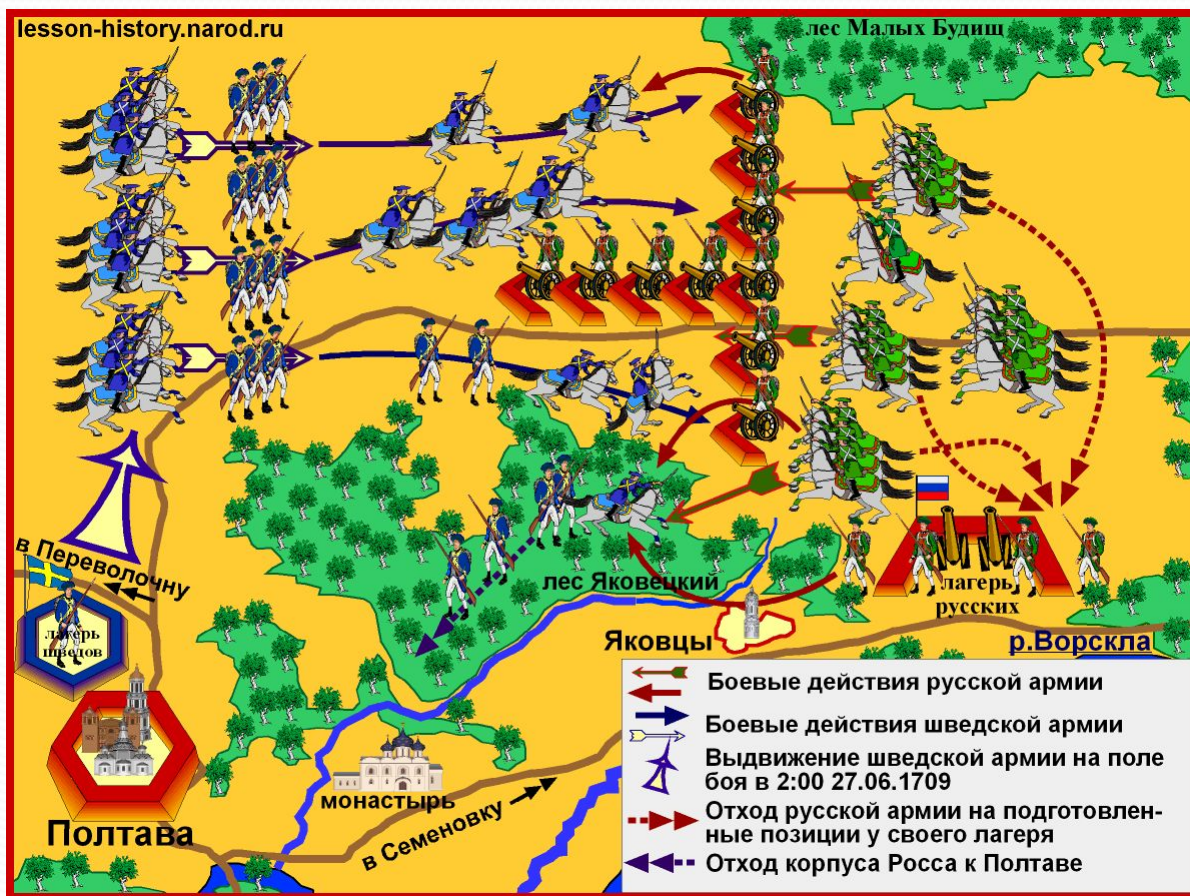 lesson-history.narod.ru
лес Малых Будищ
в Переволочну
лагерь
шведов
лес Яковецкий
лагерь
русских
Яковцы
р.Ворскла
Полтава
монастырь
в Семеновку
Боевые действия русской армии
Боевые действия шведской армии
Выдвижение шведской армии на поле
боя в 2:00 27.06.1709
Отход русской армии на подготовлен-
ные позиции у своего лагеря
Отход корпуса Росса к Полтаве